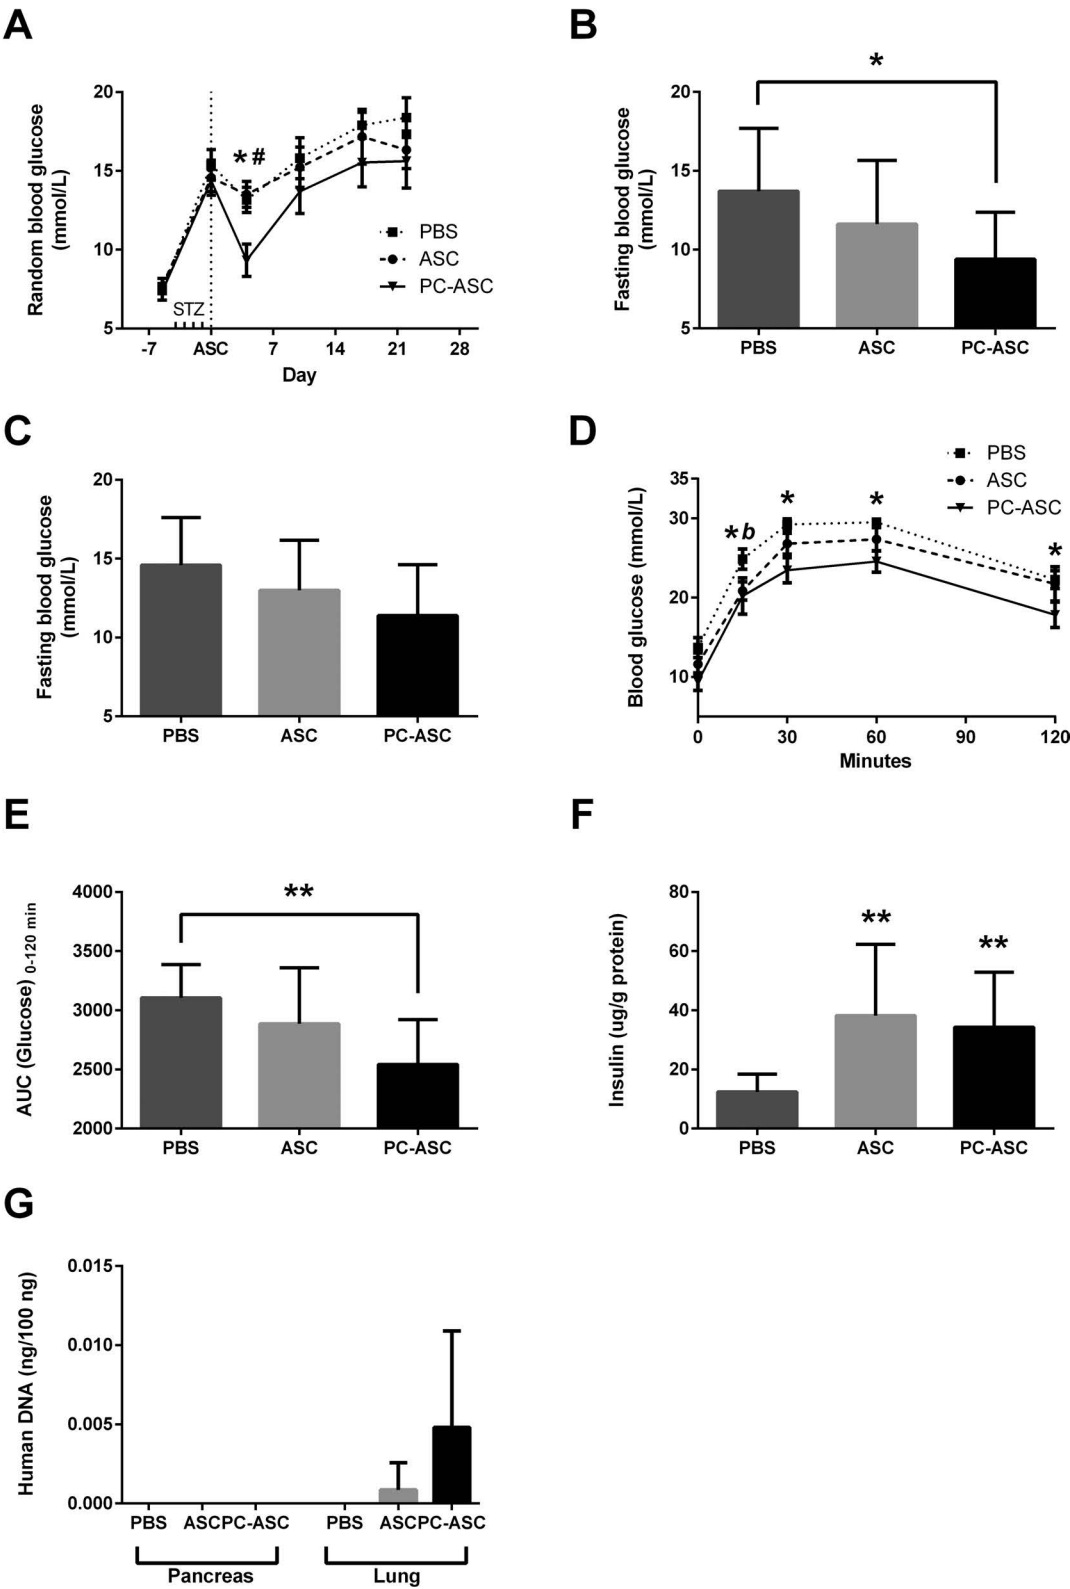 A
Random blood glucose
(mmol/L)
20
15
10
5
* #
PBS
ASC
PC-ASC
STZ
-7 ASC 7 14 21 28
Day
B
Fasting blood glucose
(mmol/L)
20
15
10
5
*
PBS ASC PC-ASC
C
Fasting blood glucose
(mmol/L)
20
15
10
5
PBS ASC PC-ASC
D
PBS
ASC
PC-ASC
Blood glucose (mmol/L)
35
30
20
10
*b * * *
0 30 60 90 120
Minutes
E
AUC (Glucose) 0-120 min
4000
3500
3000
2500
2000
**
PBS ASC PC-ASC
F
Insulin (ug/g protein)
80
60
40
20
0
** **
PBS ASC PC-ASC
G
Human DNA (ng/100 ng)
0.015
0.010
0.005
0.000
PBS ASC PC-ASC PBS ASC PC-ASC
Pancreas Lung